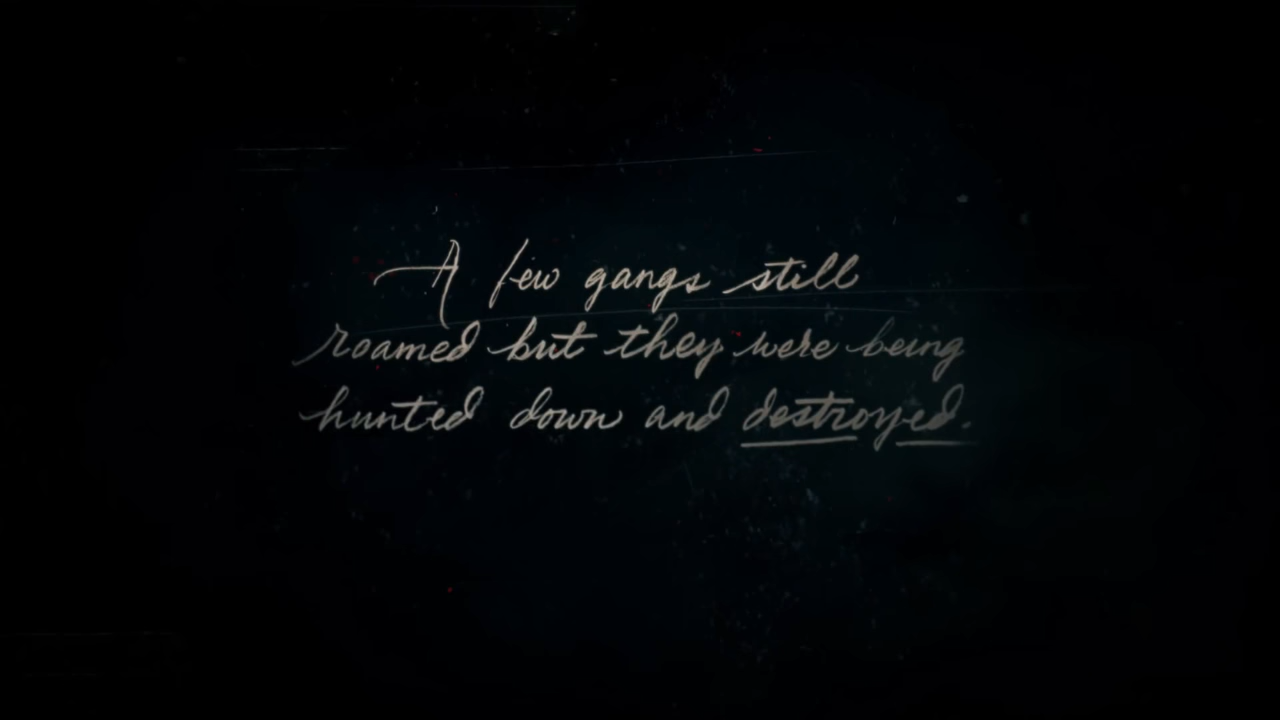 A few gangs still
roamed but they were being
hunted down and destroyed.